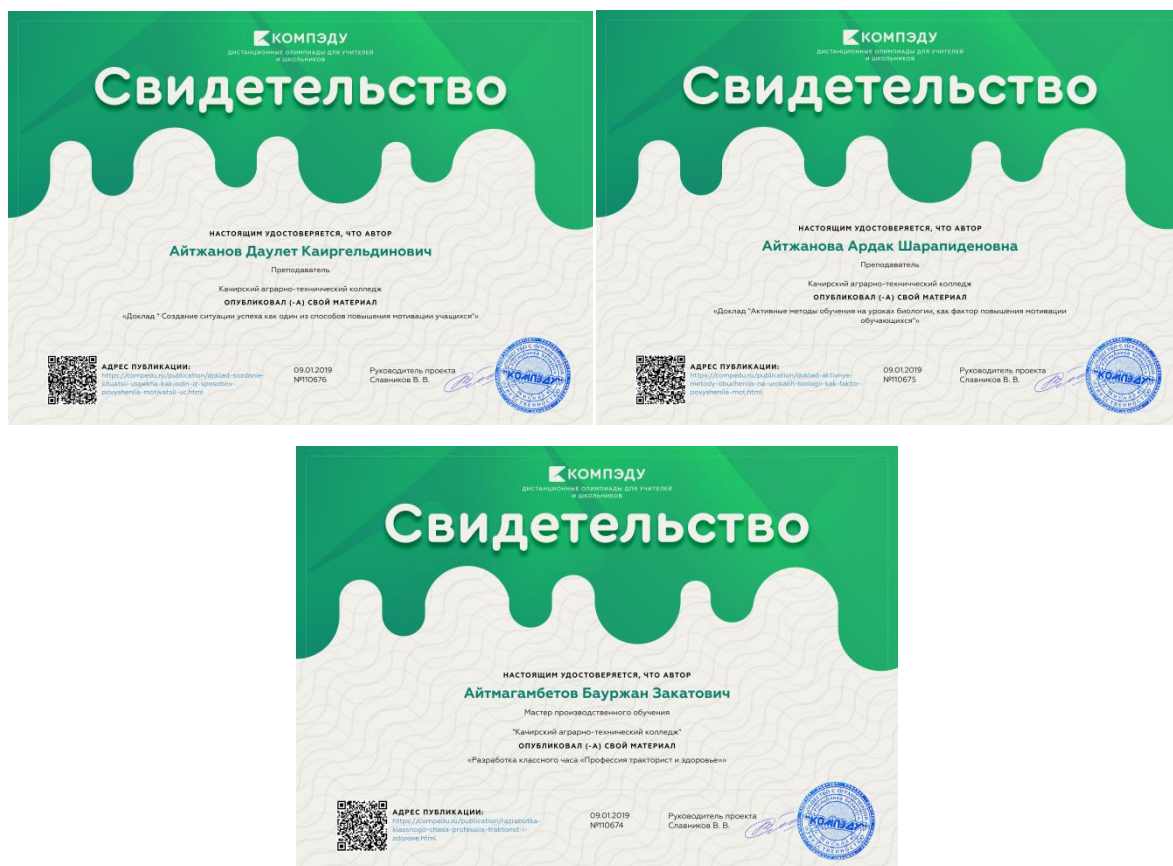 КОМПЭДУ
ДИСТАНЦИОННЫЕ ОЛИМПИАДЫ ДЛЯ УЧИТЕЛЕЙ
И ШКОЛЬНИКОВ
Свидетельство
НАСТОЯЩИМ УДОСТОВЕРЯЕТСЯ, ЧТО АВТОР
Айтжанов Даулет Каиргельдинович
Преподаватель
Качирский аграрно-техничческий колледж
ОПУБЛИКОВАЛ (-А) СВОЙ МАТЕРИАЛ
«Доклад " Создание ситуации успеха как один из способов повышения мотивации учащихся"»
АДРЕС ПУБЛИКАЦИИ:
https://compedu.ru/publication/doklad-sozdanie-
situatsii-uspekha-kak-odin-iz-sposobov-
povysheniia-motivatsii-uc.html
09.01.2019
№110676
Руководитель проекта
Славников В. В.
"КОМПЭДУ"
КОМПЭДУ
ДИСТАНЦИОННЫЕ ОЛИМПИАДЫ ДЛЯ УЧИТЕЛЕЙ
И ШКОЛЬНИКОВ
Свидетельство
НАСТОЯЩИМ УДОСТОВЕРЯЕТСЯ, ЧТО АВТОР
Айтжанова Ардак Шарапиденовна
Преподаватель
Качирский аграрно-техничческий колледж
ОПУБЛИКОВАЛ (-А) СВОЙ МАТЕРИАЛ
«Доклад "Активные методы обучения на уроках биологии, как фактор повышения мотивации
обучающихся"»
АДРЕС ПУБЛИКАЦИИ:
https://compedu.ru/publication/doklad-aktivnye-
metody-obucheniia-na-urokakh-biologii-kak-faktor-
povysheniia-mot.html
09.01.2019
№110675
Руководитель проекта
Славников В. В.
"КОМПЭДУ"
КОМПЭДУ
ДИСТАНЦИОННЫЕ ОЛИМПИАДЫ ДЛЯ УЧИТЕЛЕЙ
И ШКОЛЬНИКОВ
Свидетельство
НАСТОЯЩИМ УДОСТОВЕРЯЕТСЯ, ЧТО АВТОР
Айтмагамбетов Бауржан Закатович
Мастер производственного обучения
"Качирский аграрно-технический колледж"
ОПУБЛИКОВАЛ (-А) СВОЙ МАТЕРИАЛ
«Разработка классного часа «Профессия тракторист и здоровье»»
АДРЕС ПУБЛИКАЦИИ:
https://compedu.ru/publication/razrabotka-
klassnogo-chasa-professiia-traktorist-i-
zdorove.html
09.01.2019
№110674
Руководитель проекта
Славников В. В.
"КОМПЭДУ"